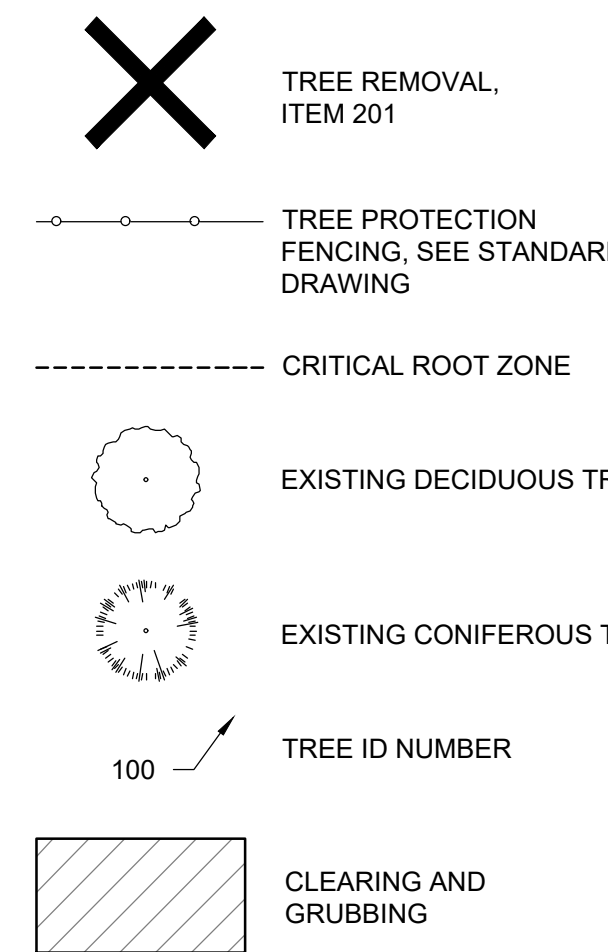 TREE REMOVAL,
ITEM 201
TREE PROTECTION
FENCING, SEE STANDARD
DRAWING
CRITICAL ROOT ZONE
EXISTING DECIDUOUS
EXISTING CONIFEROUS
100
TREE ID NUMBER
CLEARING AND
GRUBBING